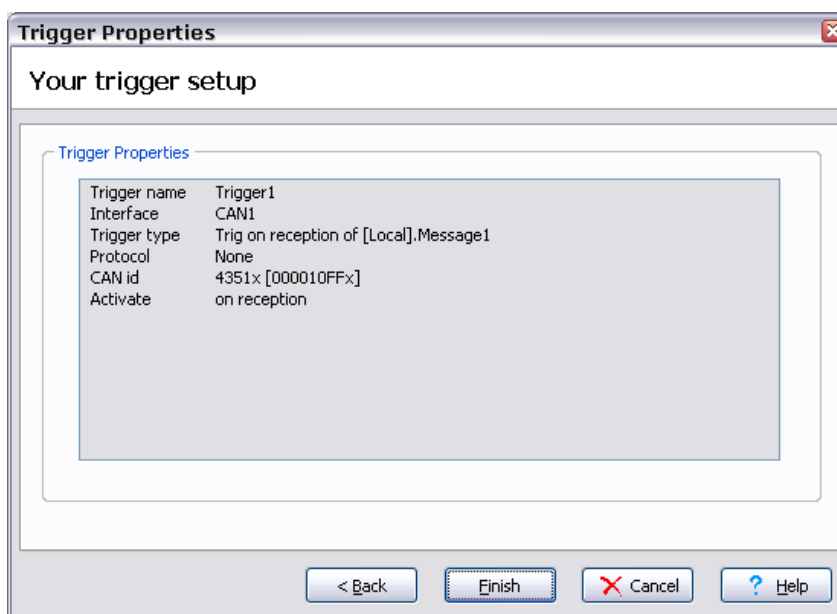 Trigger Properties
Your trigger setup
Trigger Properties
Trigger name Trigger1
Interface CAN1
Trigger type Trig on reception of [Local].Message1
Protocol None
CAN id 4351x [000010FFx]
Activate on reception
< Back Finish Cancel ? Help